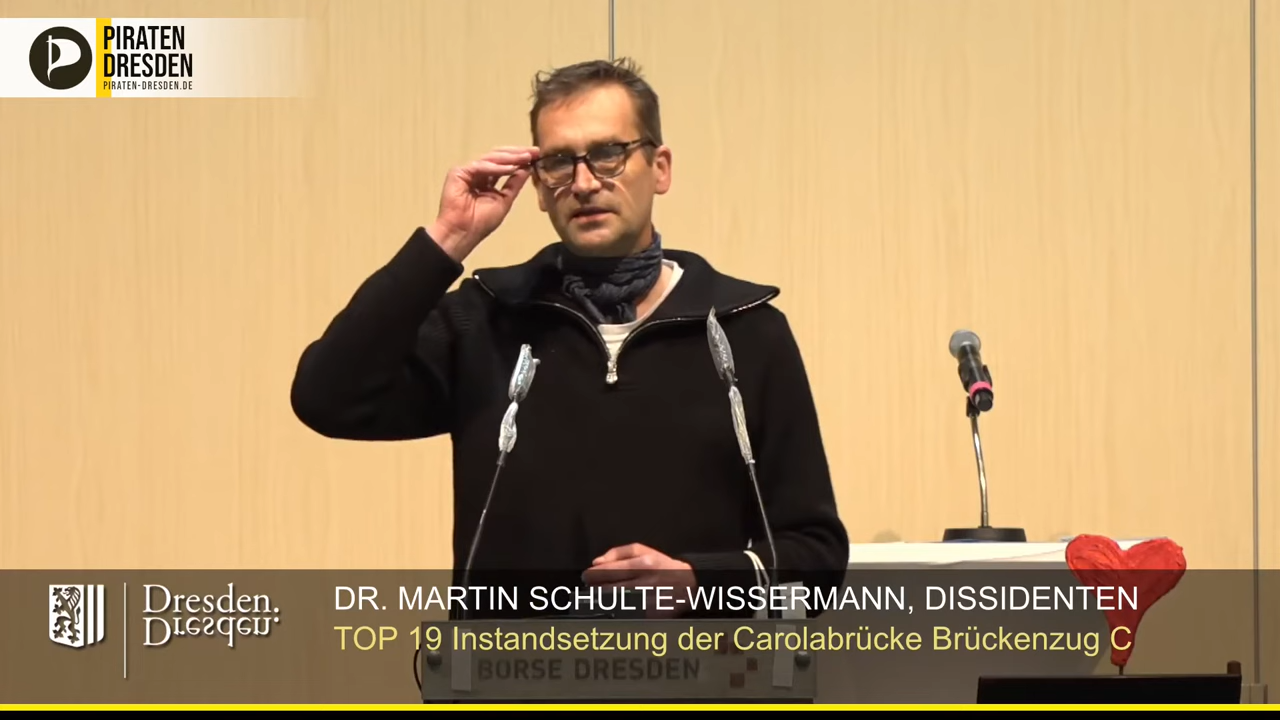 PIRATEN
DRESDEN
PIRATEN-DRESDEN.DE
Dresden.
Dresden.
DR. MARTIN SCHULTE-WISSERMANN, DISSIDENTEN
TOP 19 Instandsetzung der Carolabrücke Brückenzug C
BÖRSE DRESDEN